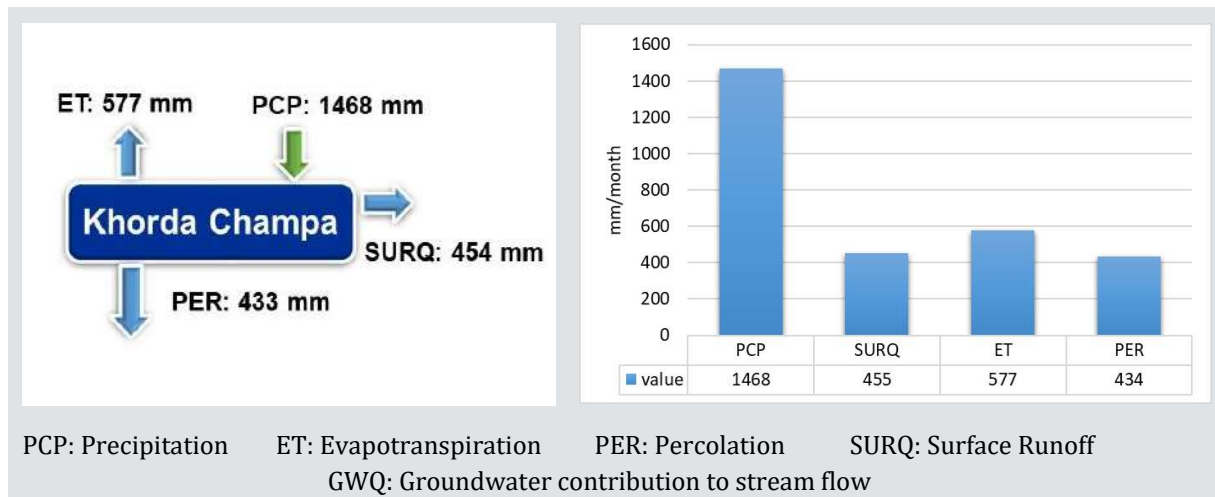 ET: 577 mm
PCP: 1468 mm
Khorda Champa
SURQ: 454 mm
PER: 433 mm
1600
1400
1200
1000
800
600
400
200
0
mm/month
PCP SURQ ET PER
value 1468 455 577 434
PCP: Precipitation ET: Evapotranspiration PER: Percolation SURQ: Surface Runoff
GWQ: Groundwater contribution to stream flow